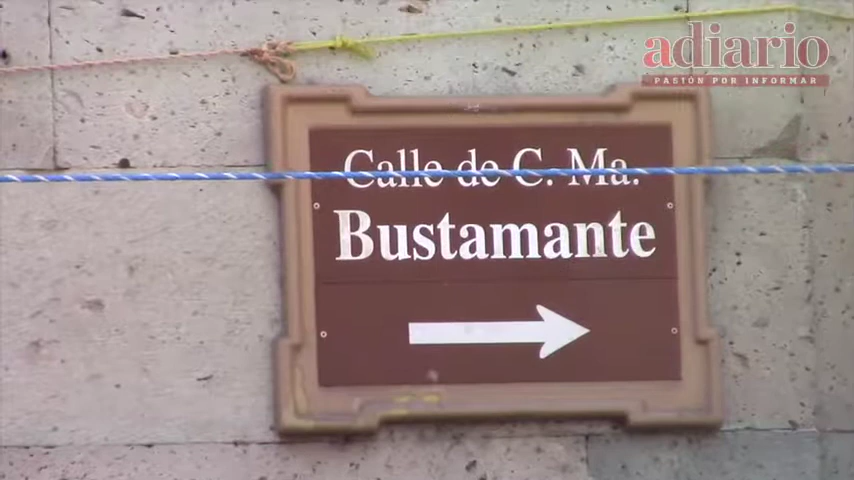 adiario
PASIÓN POR INFORMAR
Calle de C. Ma.
Bustamante